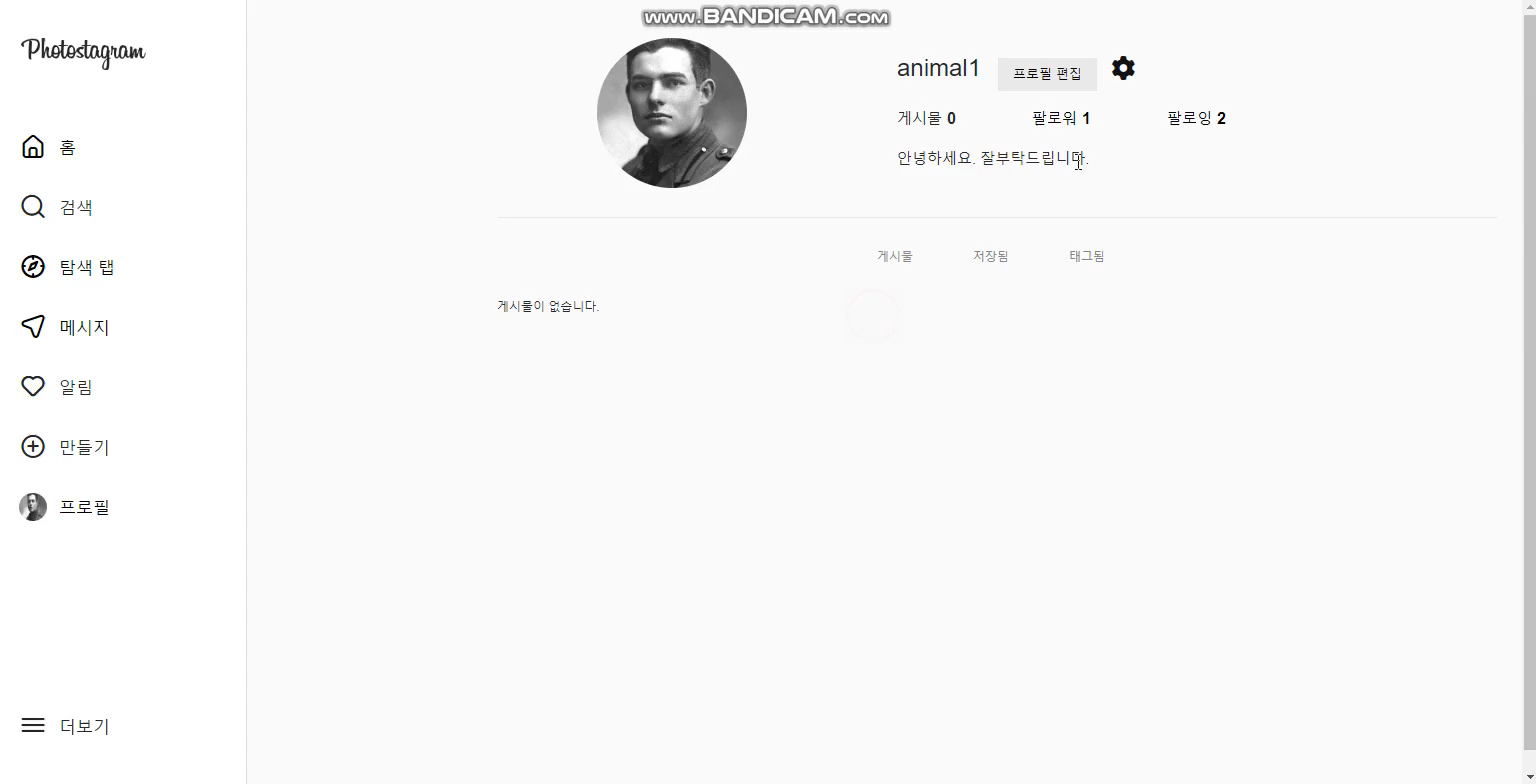 www.BANDICAM.com
Photostagram
홈
검색
탐색 탭
메시지
알림
만들기
프로필
더보기
animal1 프로필 편집
게시물 0 팔로워 1 팔로잉 2
안녕하세요. 잘부탁드립니다.
게시물 저장됨 태그됨
게시물이 없습니다.